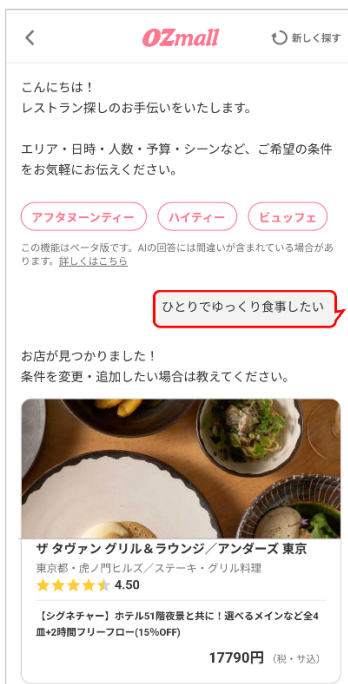 OZmall
新しく探す
こんにちは！
レストラン探しのお手伝いをいたします。
エリア・日時・人数・予算・シーンなど、ご希望の条件
をお気軽にお伝えください。
アフタヌーンティー
ハイティー
ビュッフェ
この機能はベータ版です。AIの回答には間違いが含まれている場合があ
ります。詳しくはこちら
ひとりでゆっくり食事したい
お店が見つかりました！
条件を変更・追加したい場合は教えてください。
ザ タヴァン グリル＆ラウンジ／アンダーズ 東京
東京都・虎ノ門ヒルズ／ステーキ・グリル料理
★★★★★ 4.50
【シグネチャー】ホテル51階夜景と共に！選べるメインなど全4
皿+2時間フリーフロー(15%OFF)
17790円 （税・サ込）